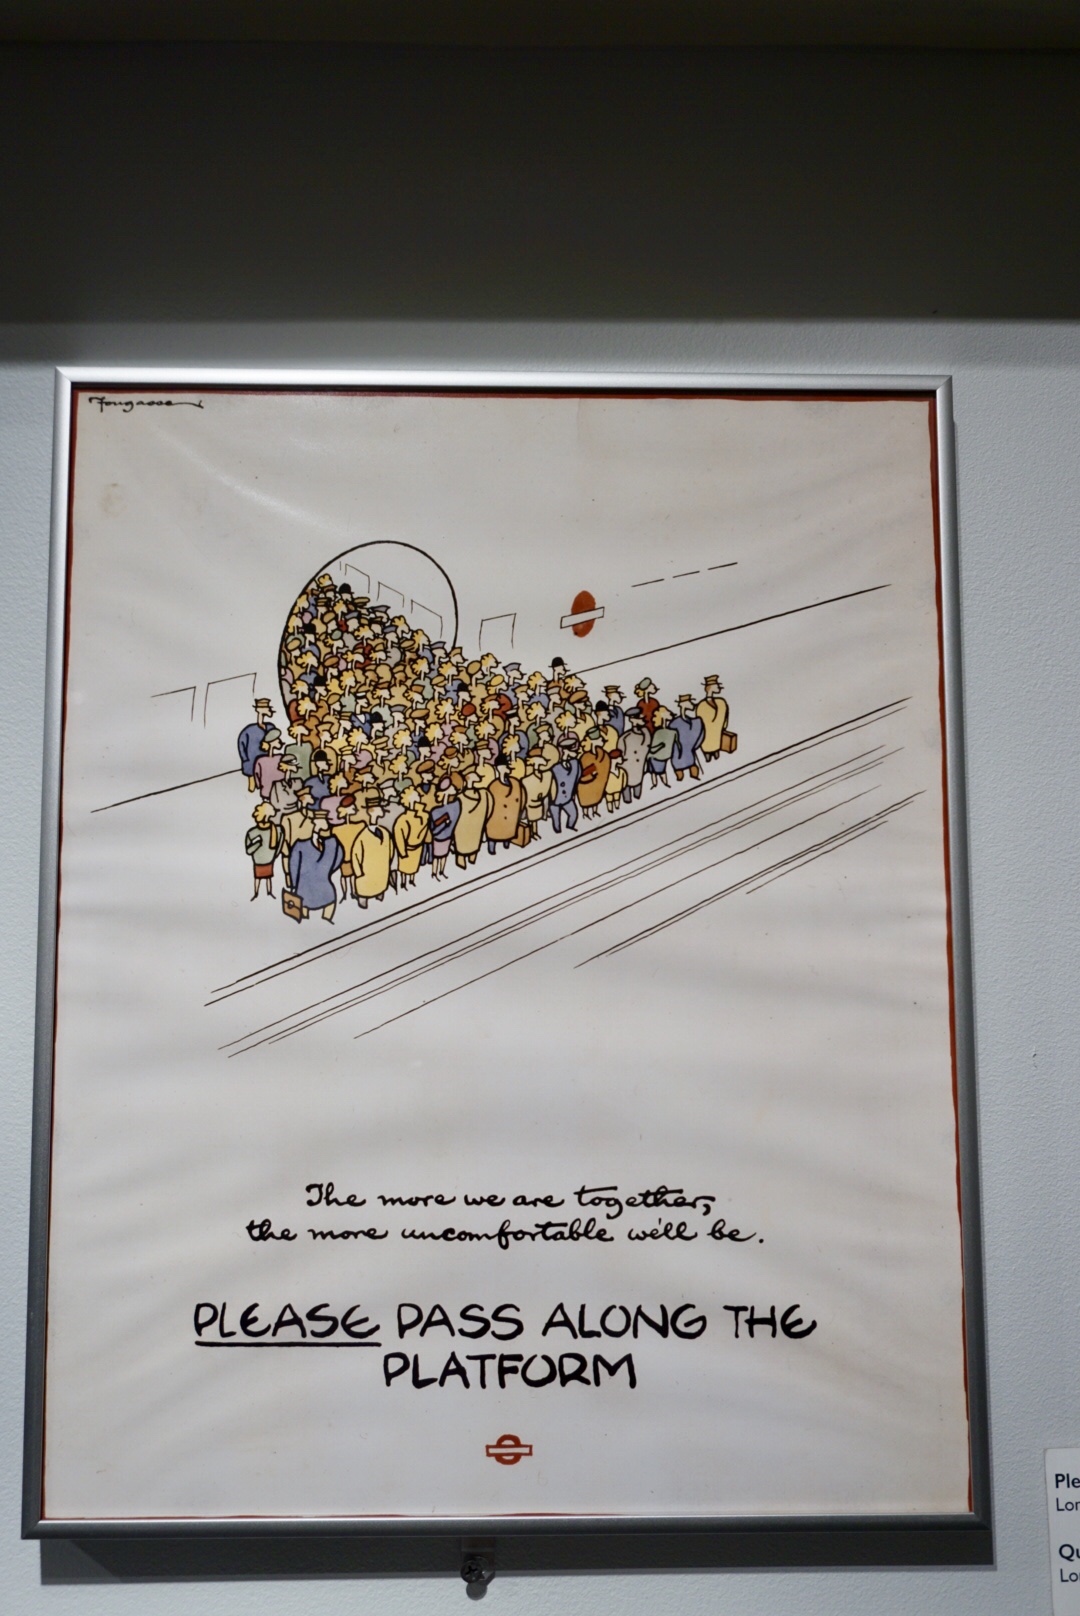 Fougasse
The more we are together,
the more uncomfortable we'll be.
PLEASE PASS ALONG THE
PLATFORM